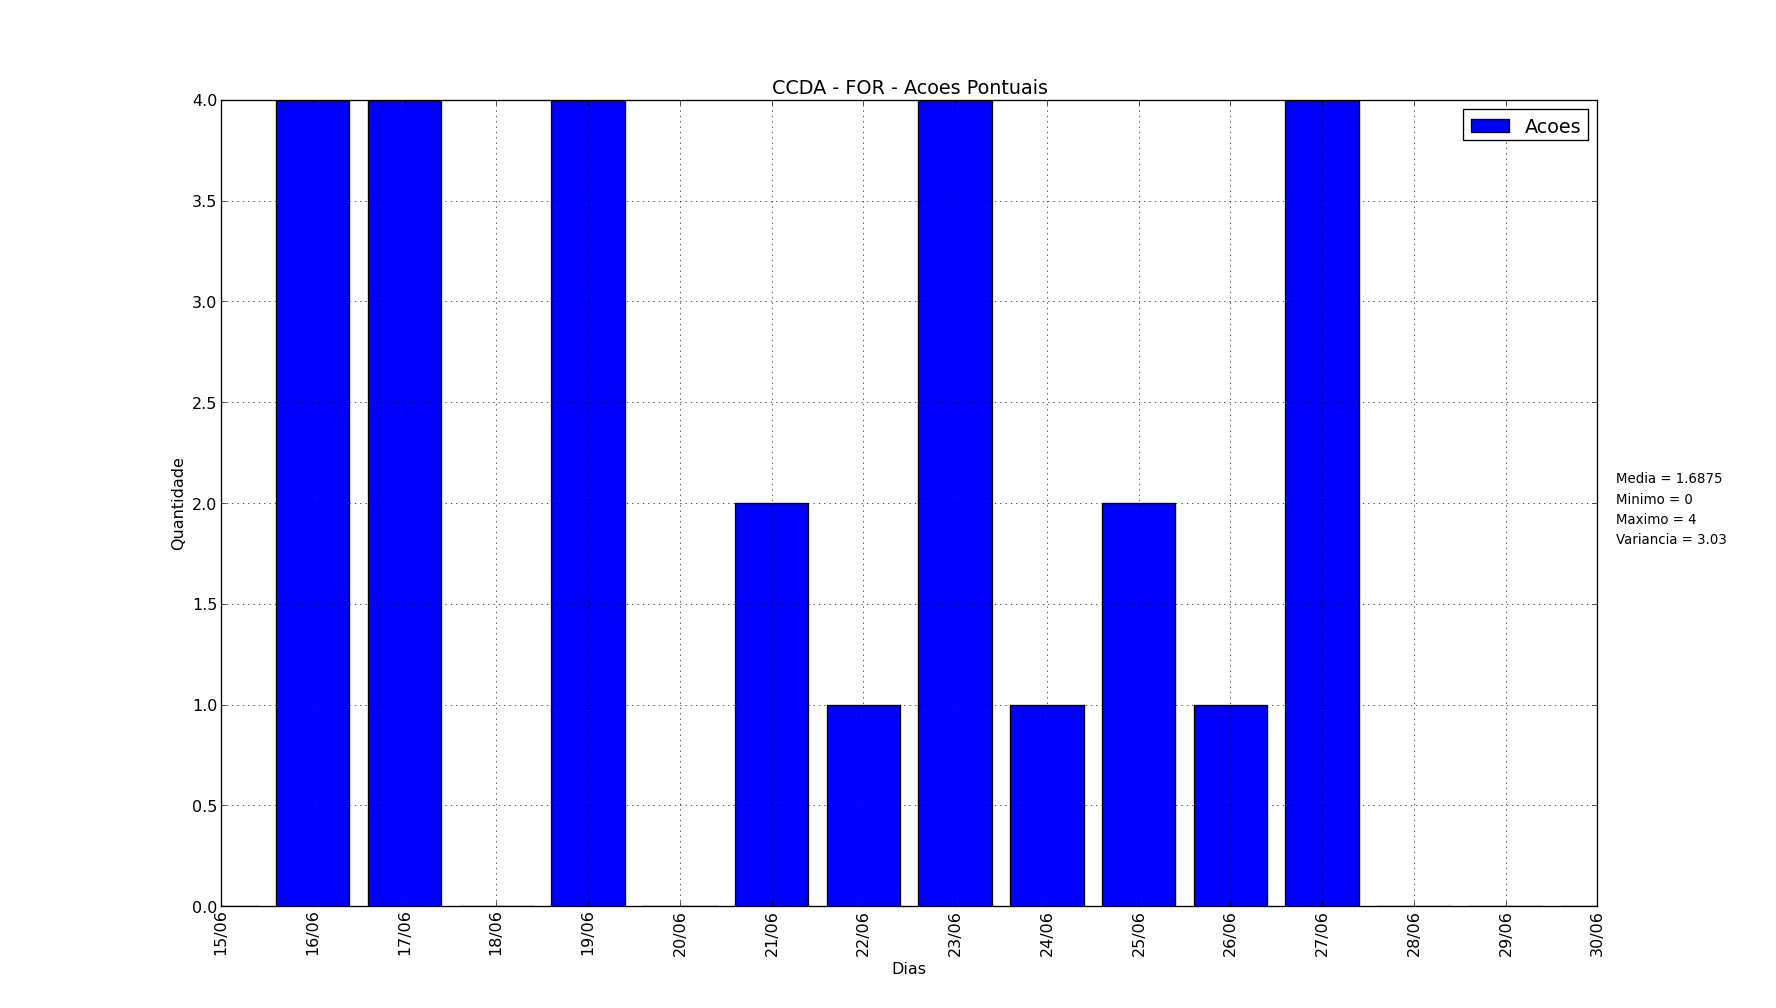 CCDA - FOR - Acoes Pontuais
Acoes
4.0
3.5
3.0
2.5
2.0
1.5
1.0
0.5
0.0
Quantidade
Media = 1.6875
Minimo = 0
Maximo = 4
Variancia = 3.03
15/06 16/06 17/06 18/06 19/06 20/06 21/06 22/06 23/06 24/06 25/06 26/06 27/06 28/06 29/06 30/06
Dias